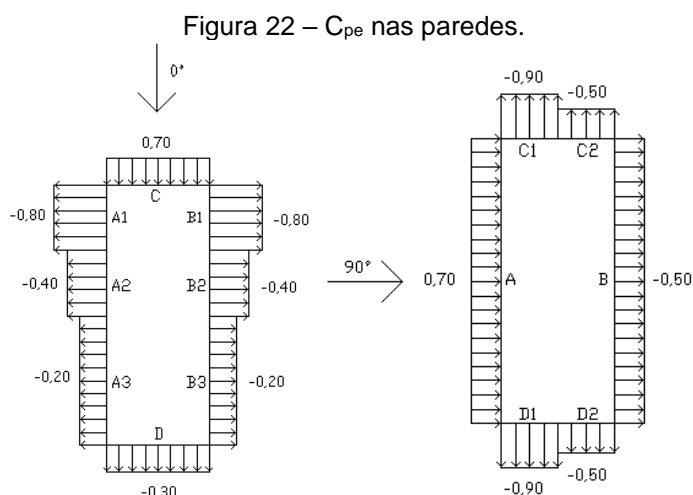 Figura 22 – Cpe nas paredes.
0°
0,70
C
-0,80
A1
B1
-0,80
-0,40
A2
B2
-0,40
-0,20
A3
B3
-0,20
D
-0,30
90°
-0,90
-0,50
C1
C2
0,70
A
B
-0,50
D1
D2
-0,50
-0,90